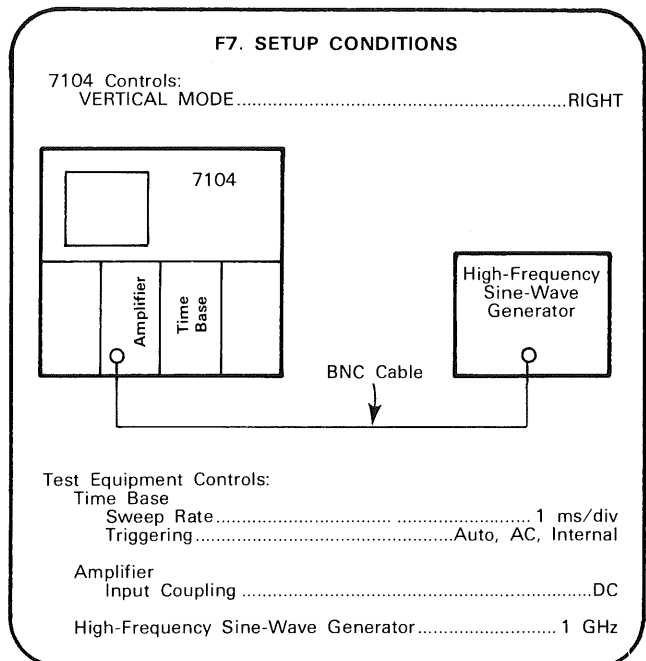 F7. SETUP CONDITIONS
7104 Controls:
VERTICAL MODE..............................................................RIGHT
7104
Amplifier
Time
Base
High-Frequency
Sine-Wave
Generator
BNC Cable
Test Equipment Controls:
Time Base
Sweep Rate................................ .........................1 ms/div
Triggering...............................................Auto, AC, Internal
Amplifier
Input Coupling ................................................................DC
High-Frequency Sine-Wave Generator......................... 1 GHz